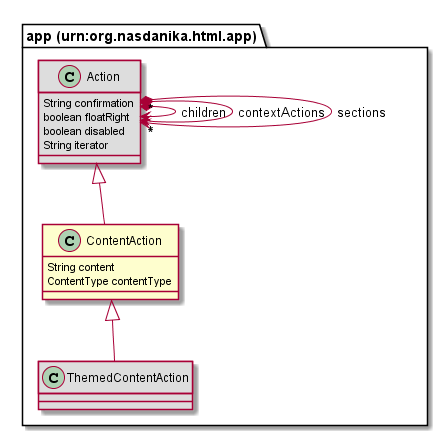 app (urn:org.nasdanika.html.app)
C Action
String confirmation
boolean floatRight
boolean disabled
String iterator
children
contextActions
sections
*
C ContentAction
String content
ContentType contentType
C ThemedContentAction